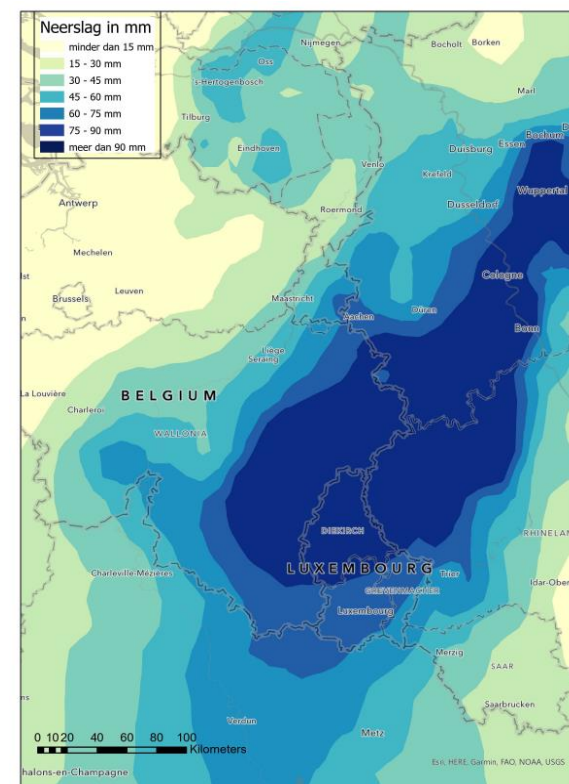 Neerslag in mm
minder dan 15 mm
15 - 30 mm
30 - 45 mm
45 - 60 mm
60 - 75 mm
75 - 90 mm
meer dan 90 mm
Nijmegen
Bocholt
Borken
Oss
's-Hertogenbosch
Marl
Tilburg
Eindhoven
Duisburg
Essen
Bochum
Venlo
Krefeld
Wuppertal
Antwerp
Roermond
Dusseldorf
Mechelen
Cologne
Brussels
Leuven
Maastricht
Aachen
Düren
Bonn
Liège
Seraing
La Louvière
BELGIUM
Charleroi
WALLONIA
DIEKIRCH
RHINELAN
LUXEMBOURG
Charleville-Mézières
Trier
Idar-Ober
GREVENMACHER
Luxembourg
Merzig
SAAR
Saarbrucken
Verdun
Metz
0 10 20 40 60 80 100
Kilometers
halons-en-Champagne
Esri, HERE, Garmin, FAO, NOAA, USGS